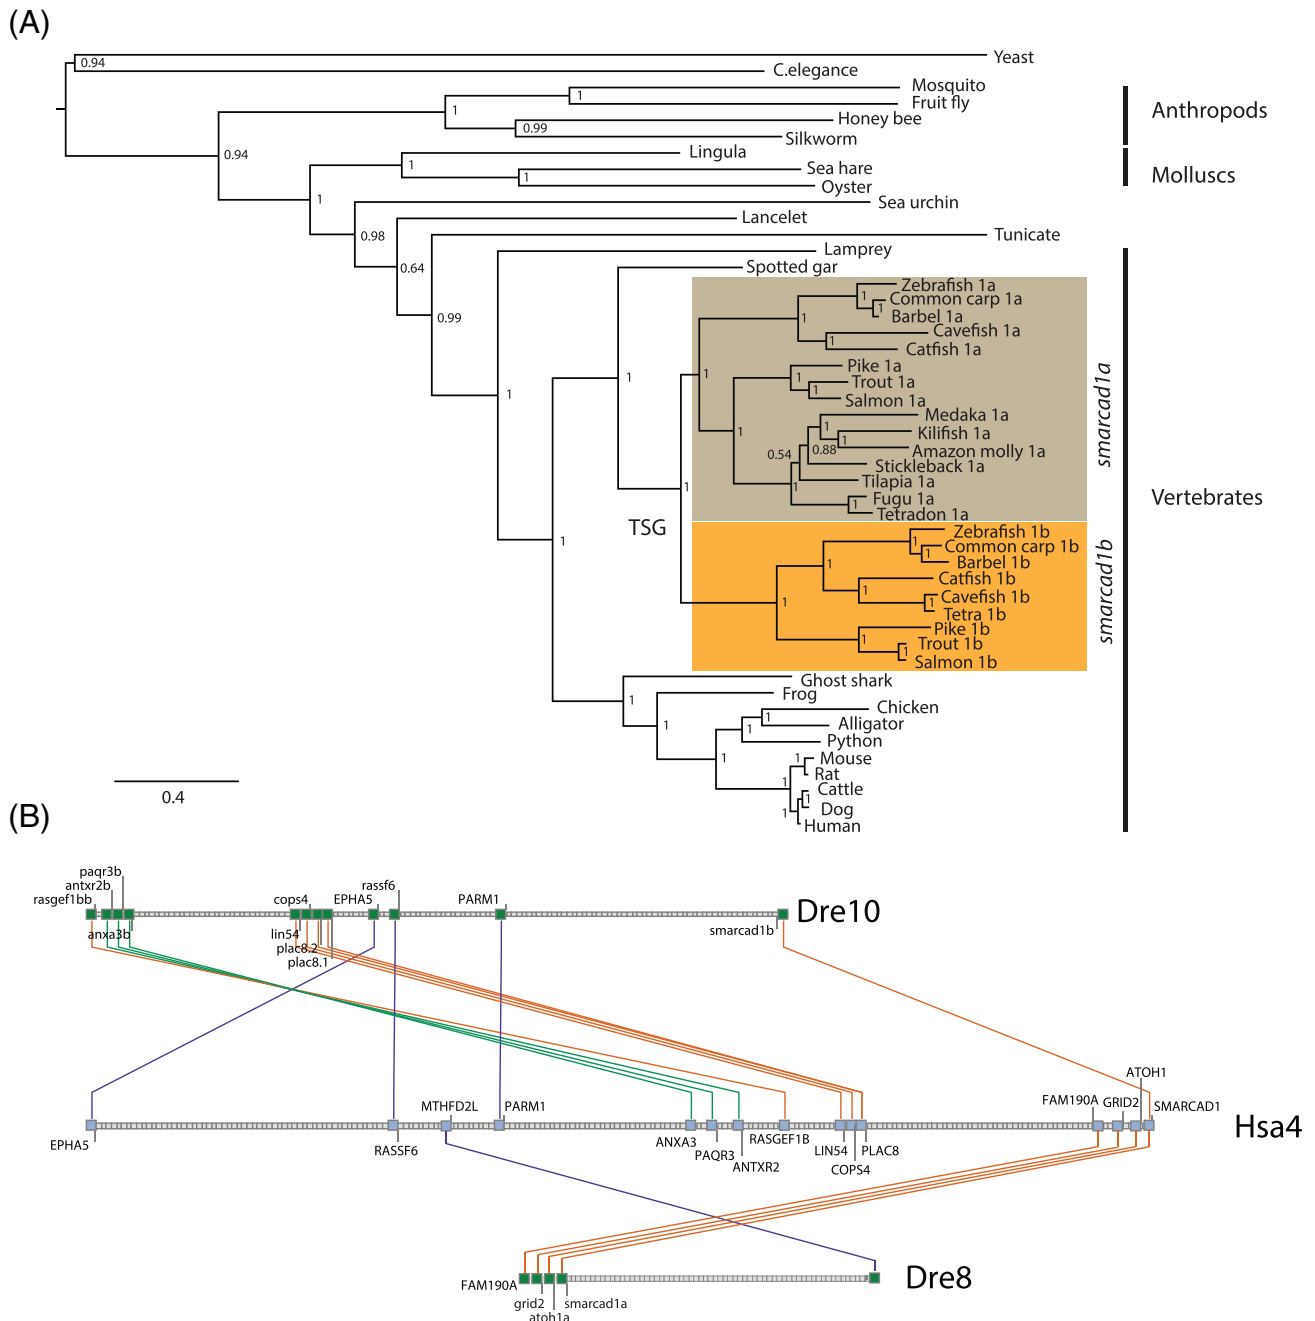 (A)
Yeast
0.94
C.elegance
Mosquito
1
Fruit fly
1
Honey bee
0.99
Silkworm
Anthropods
0.94
Lingula
1
Sea hare
1
Oyster
Molluscs
1
Sea urchin
0.98
Lancelet
0.64
Tunicate
0.99
Lamprey
1
Spotted gar
1
Zebrafish 1a
1
Common carp 1a
1
Barbel 1a
1
Cavefish 1a
1
Catfish 1a
1
Pike 1a
1
Trout 1a
1
Salmon 1a
1
Medaka 1a
1
Kilifish 1a
1
Amazon molly 1a
0.88
0.54
Stickleback 1a
Tilapia 1a
1
Fugu 1a
1
Tetradon 1a
smarcad1a
1
TSG
Zebrafish 1b
1
Common carp 1b
1
Barbel 1b
1
Catfish 1b
1
Cavefish 1b
1
Tetra 1b
1
Pike 1b
1
Trout 1b
1
Salmon 1b
smarcad1b
Vertebrates
1
Ghost shark
1
Frog
1
Chicken
1
Alligator
1
Python
1
Mouse
1
Rat
1
Cattle
1
Dog
1
Human
0.4
(B)
paqr3b
antxr2b
rasgef1bb
anxa3b
cops4
lin54
plac8.2
plac8.1
EPHA5
rassf6
PARM1
smarcad1b
Dre10
EPHA5
RASSF6
MTHFD2L
PARM1
ANXA3
PAQR3
ANTXR2
RASGEF1B
LIN54
COPS4
PLAC8
FAM190A
GRID2
ATOH1
SMARCAD1
Hsa4
FAM190A
grid2
atoh1a
smarcad1a
Dre8